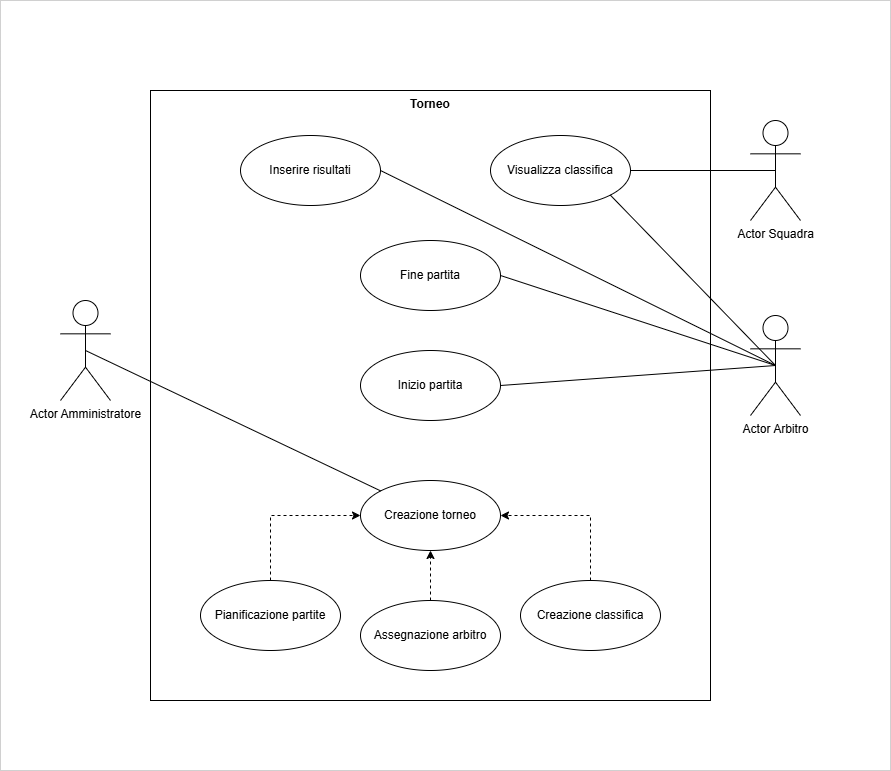 Torneo
Inserire risultati
Visualizza classifica
Actor Squadra
Fine partita
Inizio partita
Actor Amministratore
Actor Arbitro
Creazione torneo
Pianificazione partite
Assegnazione arbitro
Creazione classifica